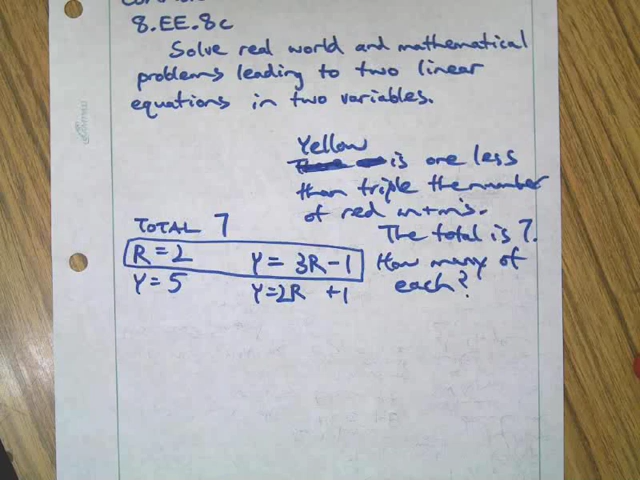 8.EE.8c
Solve real world and mathematical
problems leading to two linear
equations in two variables.
Yellow
is one less
than triple the number
of red m+m's.
The total is 7.
How many of
each?
TOTAL 7
R=2 Y= 3R-1
Y=5 Y=2R +1